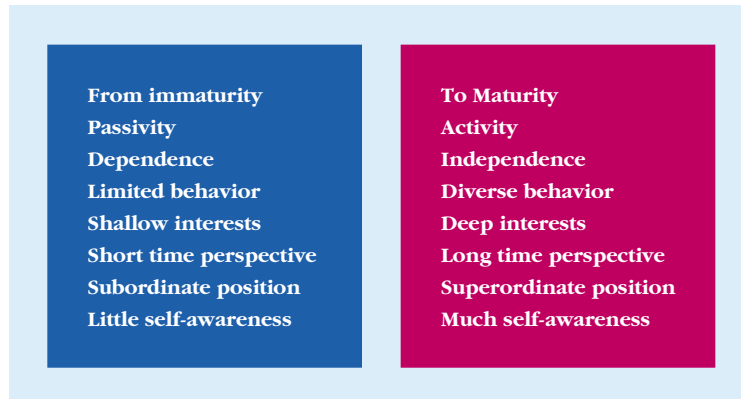 From immaturity
Passivity
Dependence
Limited behavior
Shallow interests
Short time perspective
Subordinate position
Little self-awareness
To Maturity
Activity
Independence
Diverse behavior
Deep interests
Long time perspective
Superordinate position
Much self-awareness